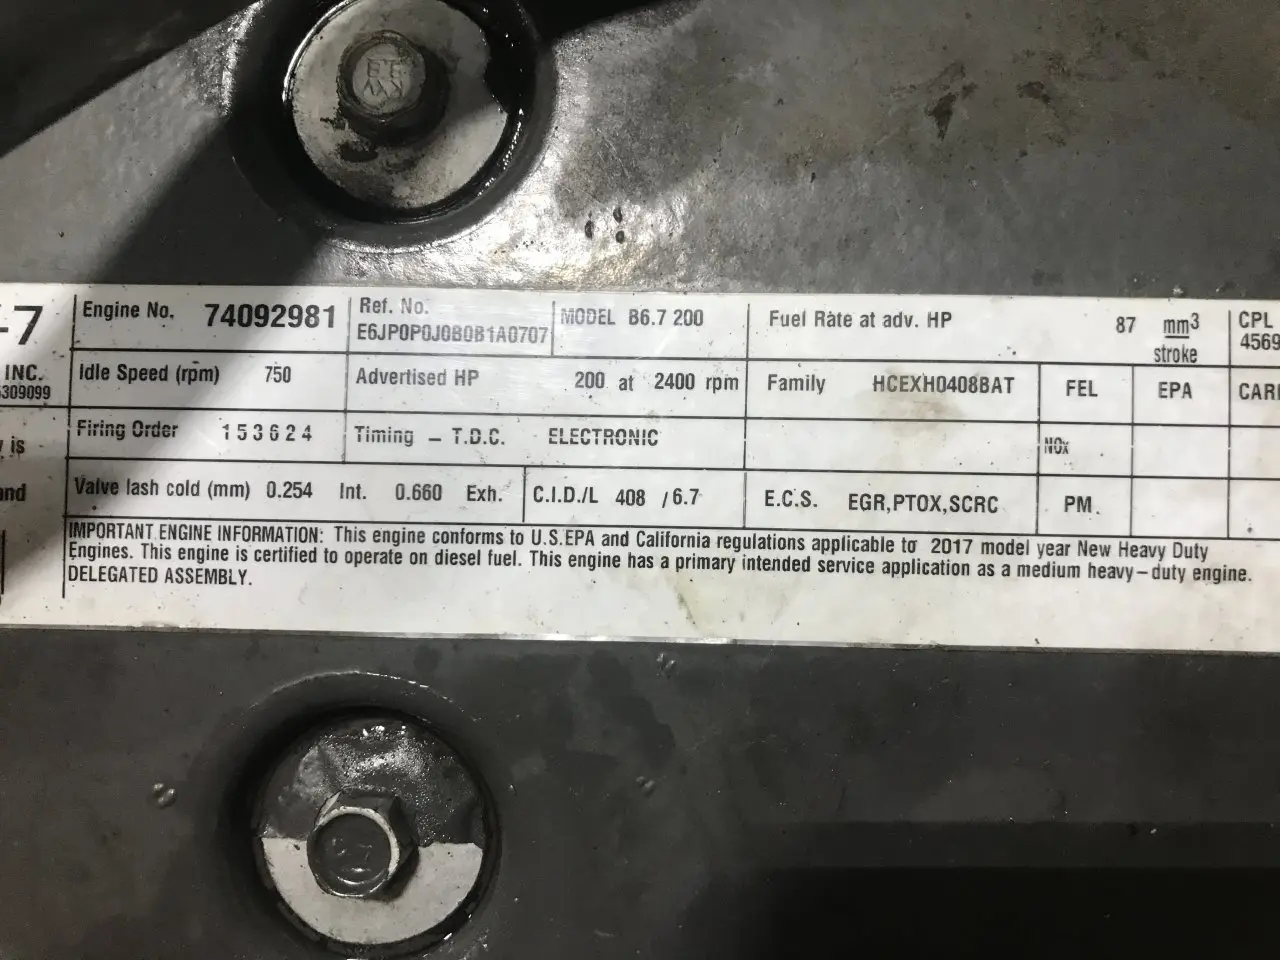 -7
Engine No. 74092981
Ref. No.
E6JP0P0J0B0B1A0707
MODEL B6.7 200
Fuel Rate at adv. HP 87 mm3
stroke
CPL
4569
INC.
309099
Idle Speed (rpm) 750
Advertised HP 200 at 2400 rpm
Family HCEXH0408BAT
FEL
EPA
CAR
Firing Order 153624
Timing – T.D.C. ELECTRONIC
NOx
is
and
Valve lash cold (mm) 0.254 Int. 0.660 Exh.
C.I.D./L 408 /6.7
E.C.S. EGR,PTOX,SCRC
PM.
IMPORTANT ENGINE INFORMATION: This engine conforms to U.S.EPA and California regulations applicable to 2017 model year New Heavy Duty
Engines. This engine is certified to operate on diesel fuel. This engine has a primary intended service application as a medium heavy–duty engine.
DELEGATED ASSEMBLY.